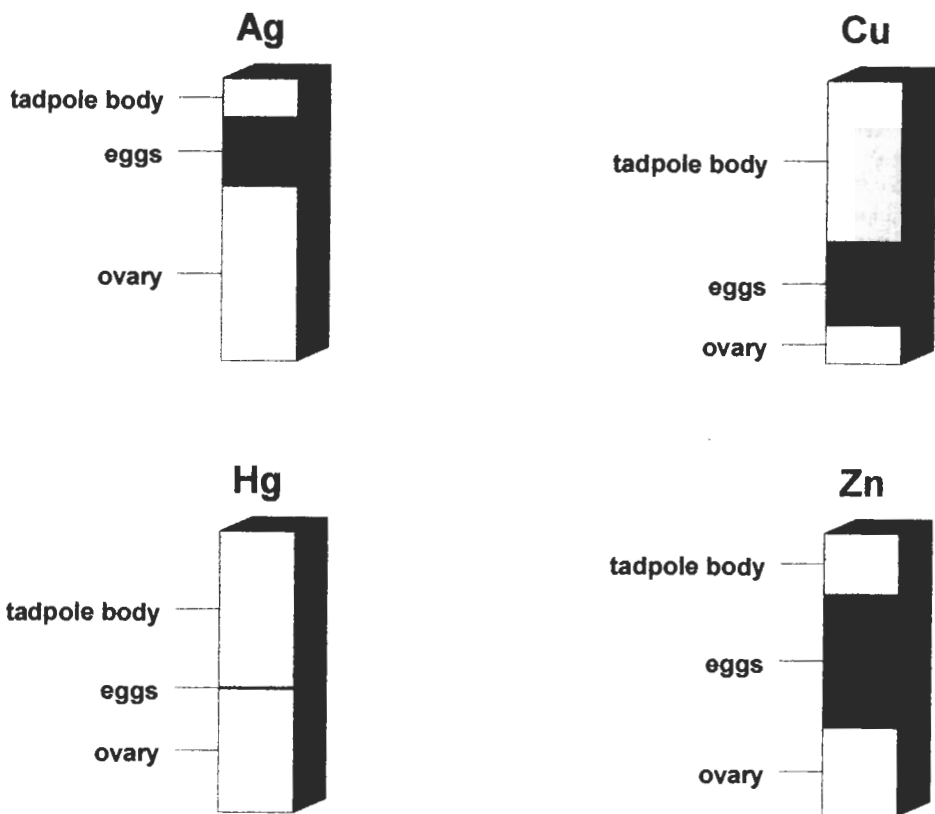 Ag
tadpole body
eggs
ovary
Cu
tadpole body
eggs
ovary
Hg
tadpole body
eggs
ovary
Zn
tadpole body
eggs
ovary